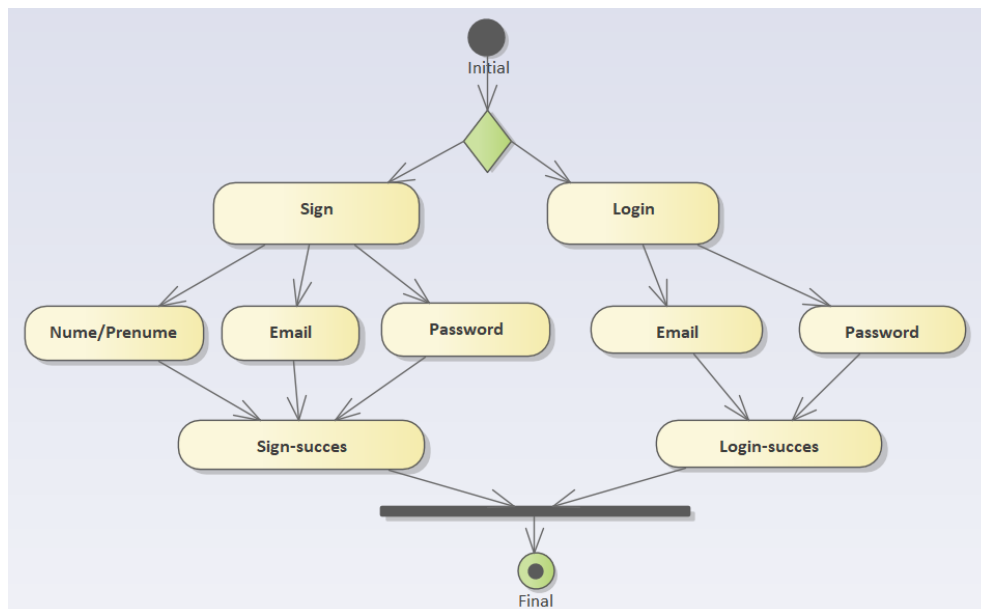 Initial
Sign
Login
Nume/Prenume
Email
Password
Email
Password
Sign-succes
Login-succes
Final